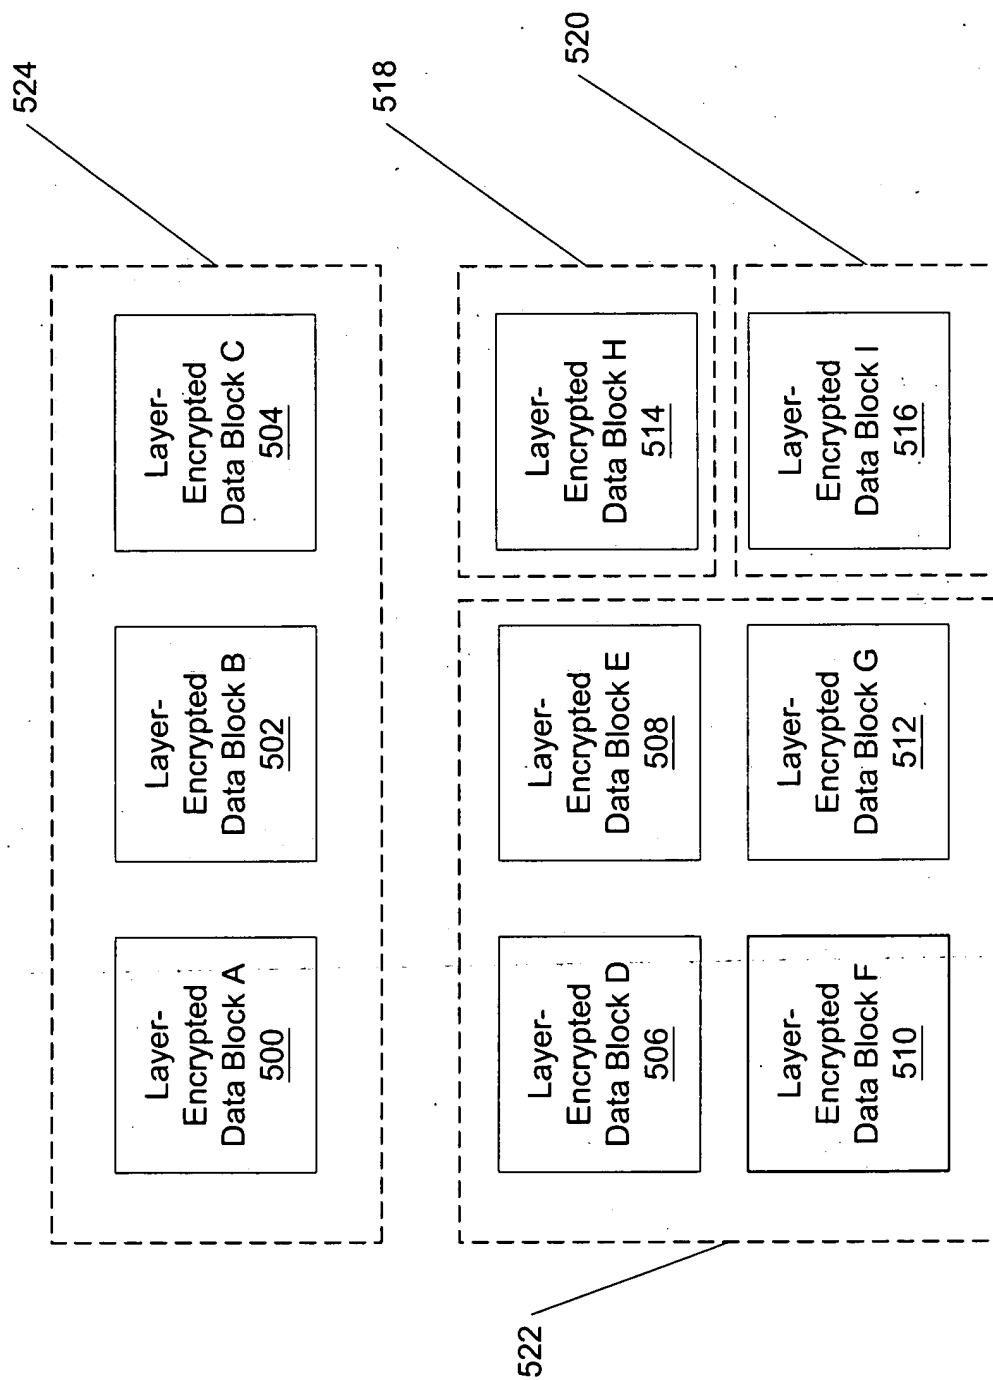 524
Layer-
Encrypted
Data Block A
500
Layer-
Encrypted
Data Block B
502
Layer-
Encrypted
Data Block C
504
518
522
520
Layer-
Encrypted
Data Block D
506
Layer-
Encrypted
Data Block E
508
Layer-
Encrypted
Data Block H
514
Layer-
Encrypted
Data Block F
510
Layer-
Encrypted
Data Block G
512
Layer-
Encrypted
Data Block I
516